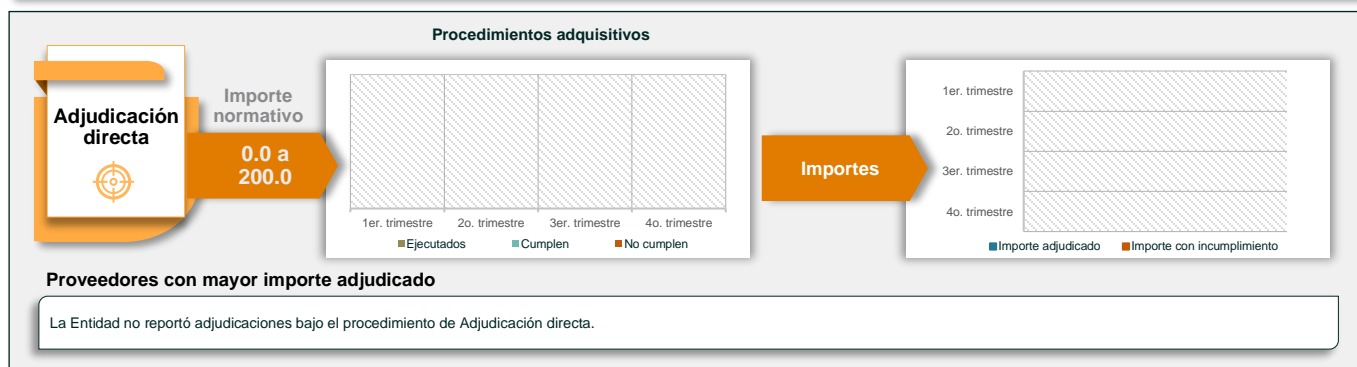 Procedimientos adquisitivos
Adjudicación
directa
Importe
normativo
0.0 a
200.0
1er. trimestre
2o. trimestre
3er. trimestre
4o. trimestre
Ejecutados
Cumplen
No cumplen
Importes
1er. trimestre
2o. trimestre
3er. trimestre
4o. trimestre
Importe adjudicado
Importe con incumplimiento
Proveedores con mayor importe adjudicado
La Entidad no reportó adjudicaciones bajo el procedimiento de Adjudicación directa.